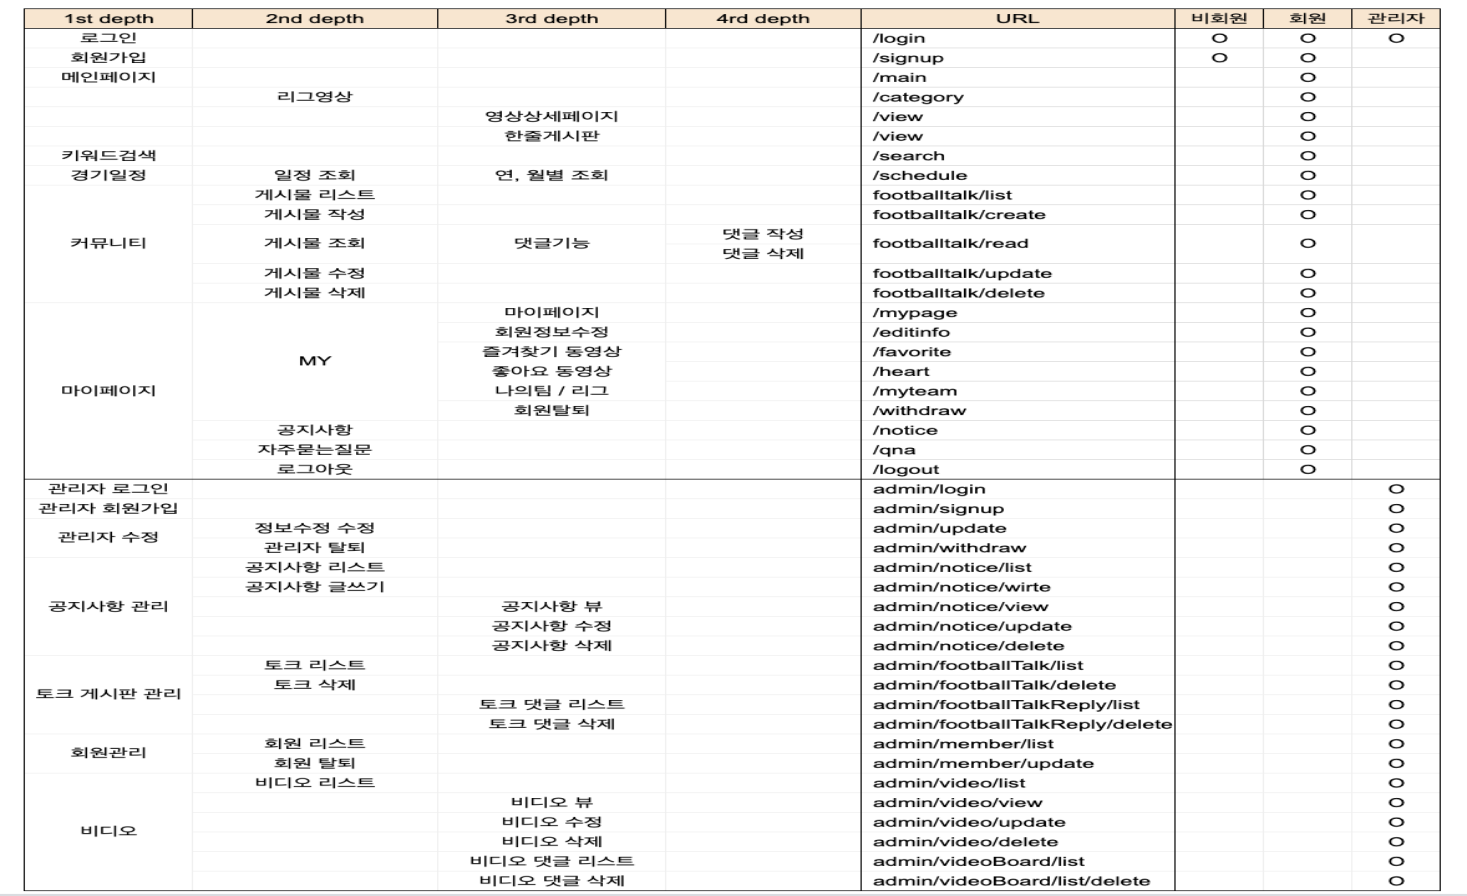 1st depth 2nd depth 3rd depth 4rd depth URL 비회원 회원 관리자
로그인 /login O O O
회원가입 /signup O O
메인페이지 /main O
리그영상 /category O
영상상세페이지 /view O
한줄게시판 /view O
키워드검색 /search O
경기일정 일정 조회 연, 월별 조회 /schedule O
게시물 리스트 footballtalk/list O
게시물 작성 footballtalk/create O
댓글 작성
커뮤니티 게시물 조회 댓글기능 footballtalk/read O
댓글 삭제
게시물 수정 footballtalk/update O
게시물 삭제 footballtalk/delete O
마이페이지 /mypage O
회원정보수정 /editinfo O
즐겨찾기 동영상 /favorite O
MY
좋아요 동영상 /heart O
마이페이지 나의팀 / 리그 /myteam O
회원탈퇴 /withdraw O
공지사항 /notice O
자주묻는질문 /qna O
로그아웃 /logout O
관리자 로그인 admin/login O
관리자 회원가입 admin/signup O
정보수정 수정 admin/update O
관리자 수정
관리자 탈퇴 admin/withdraw O
공지사항 리스트 admin/notice/list O
공지사항 글쓰기 admin/notice/wirte O
공지사항 관리 공지사항 뷰 admin/notice/view O
공지사항 수정 admin/notice/update O
공지사항 삭제 admin/notice/delete O
토크 리스트 admin/footballTalk/list O
토크 삭제 admin/footballTalk/delete O
토크 게시판 관리
토크 댓글 리스트 admin/footballTalkReply/list O
토크 댓글 삭제 admin/footballTalkReply/delete O
회원 리스트 admin/member/list O
회원관리
회원 탈퇴 admin/member/update O
비디오 리스트 admin/video/list O
비디오 뷰 admin/video/view O
비디오 수정 admin/video/update O
비디오
비디오 삭제 admin/video/delete O
비디오 댓글 리스트 admin/videoBoard/list O
비디오 댓글 삭제 admin/videoBoard/list/delete O